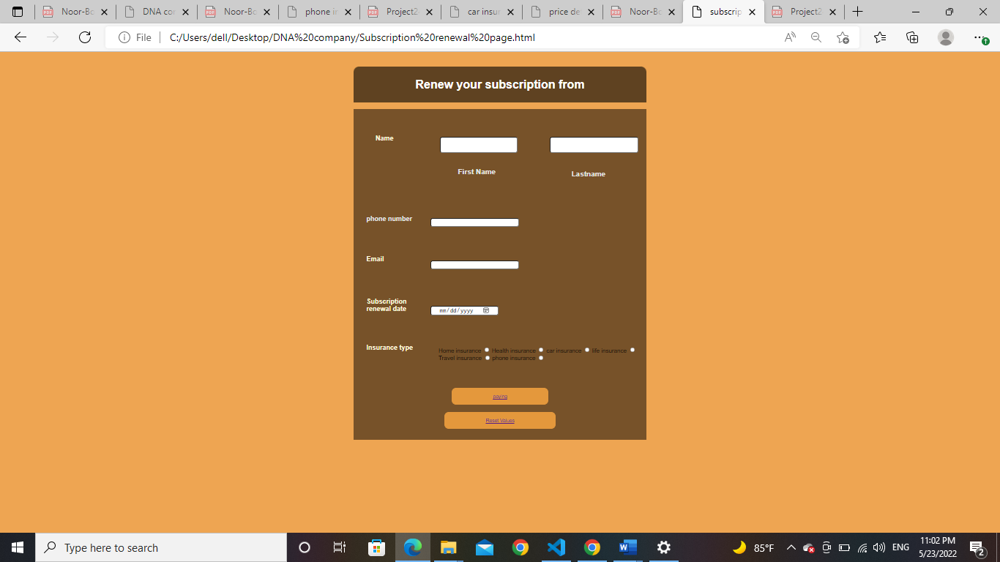 Noor-Bo
DNA co
Noor-Bo
phone in
Project2
car insur
price de
Noor-Bo
subscrip
Project2
File
C:/Users/dell/Desktop/DNA%20company/Subscription%20renewal%20page.html
Renew your subscription from
Name
First Name
Lastname
phone number
Email
Subscription
renewal date
mm/dd/yyyy
Insurance type
Home insurance Health insurance car insurance life insurance
Travel insurance phone insurance
paying
Reset Values
Type here to search
85°F
ENG
11:02 PM
5/23/2022
2